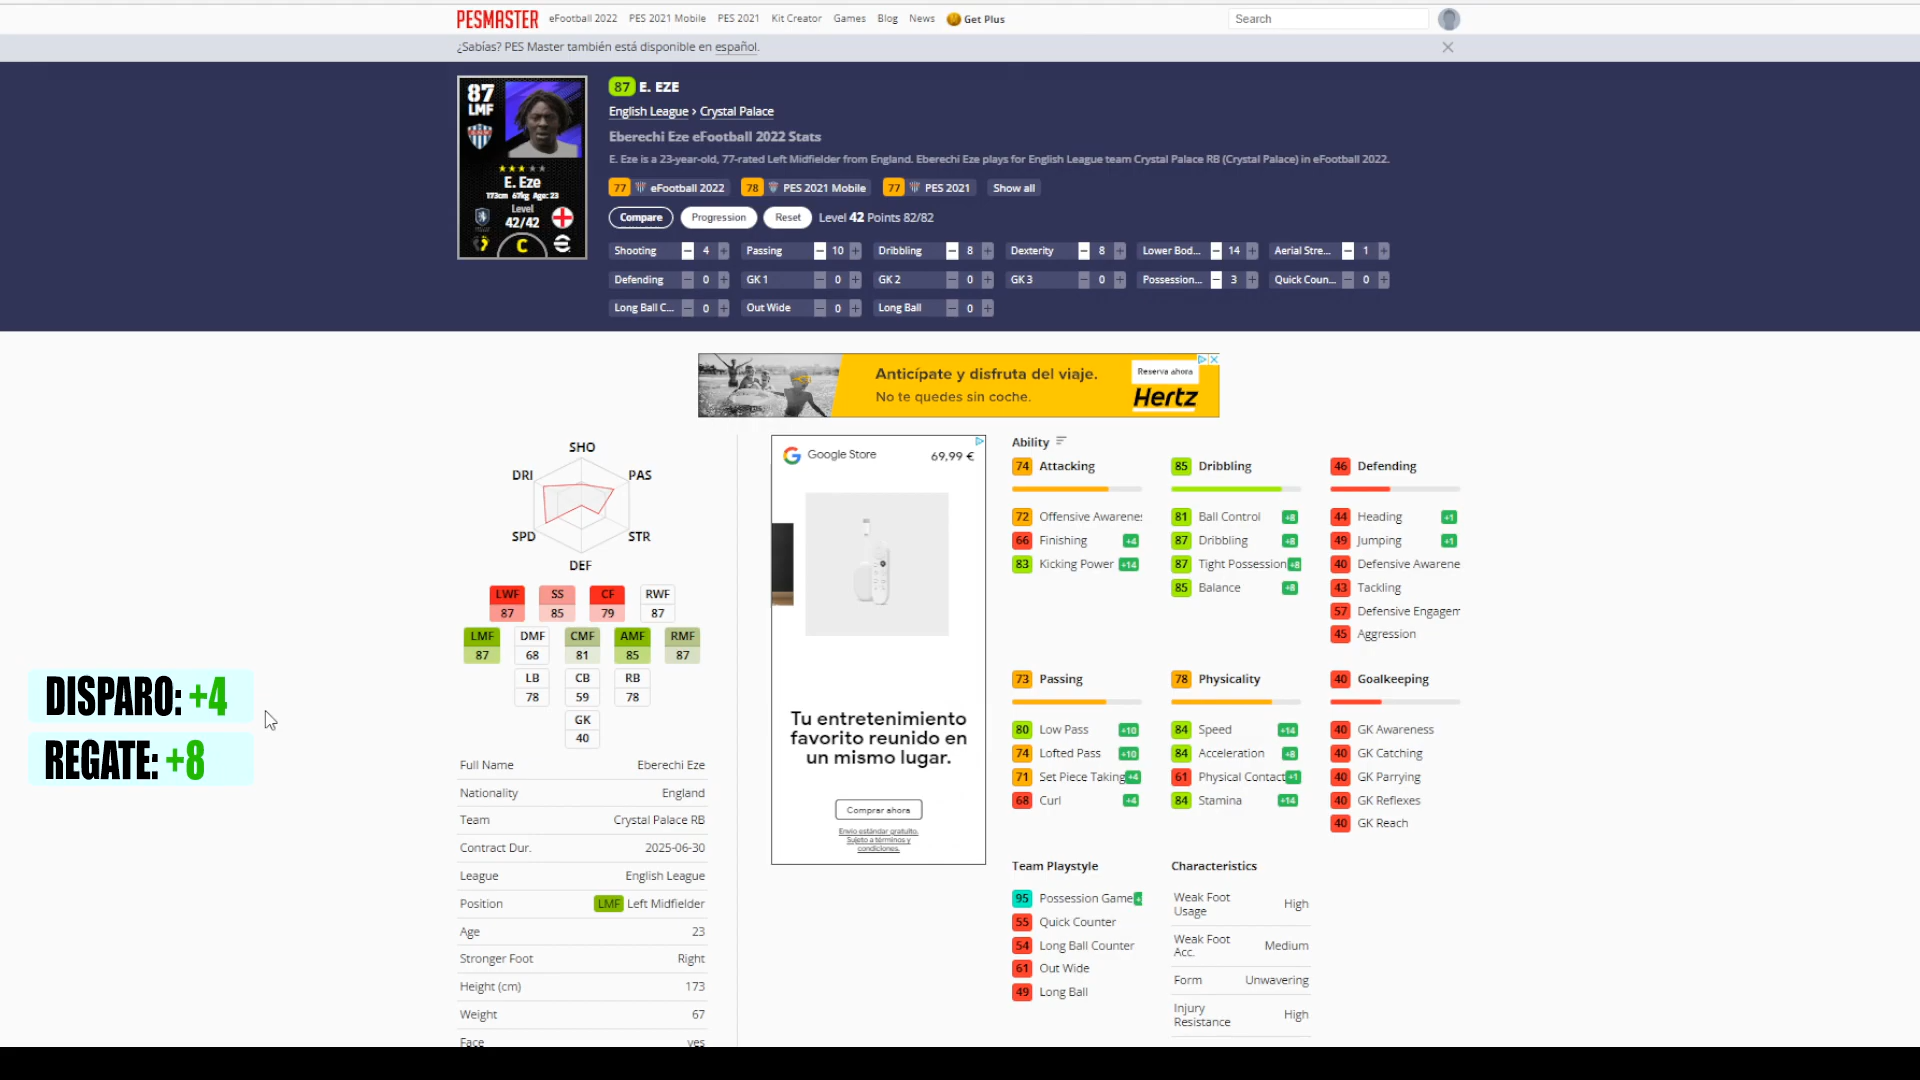 PESMASTER eFootball 2022 PES 2021 Mobile PES 2021 Kit Creator Games Blog News Get Plus Search
¿Sabías? PES Master también está disponible en español.
87
LMF
E. Eze
173cm 67kg Age: 23
Level
42/42
C
87 E. EZE
English League › Crystal Palace
Eberechi Eze eFootball 2022 Stats
E. Eze is a 23-year-old, 77-rated Left Midfielder from England. Eberechi Eze plays for English League team Crystal Palace RB (Crystal Palace) in eFootball 2022.
77 eFootball 2022 78 PES 2021 Mobile 77 PES 2021 Show all
Compare Progression Reset Level 42 Points 82/82
Shooting − 4 + Passing − 10 + Dribbling − 8 + Dexterity − 8 + Lower Bod... − 14 + Aerial Stre... − 1 +
Defending − 0 + GK 1 − 0 + GK 2 − 0 + GK 3 − 0 + Possession... − 3 + Quick Coun... − 0 +
Long Ball C... − 0 + Out Wide − 0 + Long Ball − 0 +
Anticípate y disfruta del viaje.
No te quedes sin coche.
Reserva ahora
Hertz
SHO
DRI PAS
SPD STR
DEF
LWF SS CF RWF
87 85 79 87
LMF DMF CMF AMF RMF
87 68 81 85 87
LB CB RB
78 59 78
GK
40
DISPARO: +4
REGATE: +8
Full Name Eberechi Eze
Nationality England
Team Crystal Palace RB
Contract Dur. 2025-06-30
League English League
Position LMF Left Midfielder
Age 23
Stronger Foot Right
Height (cm) 173
Weight 67
Face yes
Google Store 69,99 €
Tu entretenimiento
favorito reunido en
un mismo lugar.
Comprar ahora
Envío estándar gratuito.
Sujeto a términos y
condiciones.
Ability
74 Attacking
72 Offensive Awarenes
66 Finishing +4
83 Kicking Power +14
85 Dribbling
81 Ball Control +8
87 Dribbling +8
87 Tight Possession +8
85 Balance +8
46 Defending
44 Heading +1
49 Jumping +1
40 Defensive Awarene
43 Tackling
57 Defensive Engagem
45 Aggression
73 Passing
80 Low Pass +10
74 Lofted Pass +10
71 Set Piece Taking +4
68 Curl +4
78 Physicality
84 Speed +14
84 Acceleration +8
61 Physical Contact +1
84 Stamina +14
40 Goalkeeping
40 GK Awareness
40 GK Catching
40 GK Parrying
40 GK Reflexes
40 GK Reach
Team Playstyle
95 Possession Game
55 Quick Counter
54 Long Ball Counter
61 Out Wide
49 Long Ball
Characteristics
Weak Foot
Usage High
Weak Foot
Acc. Medium
Form Unwavering
Injury
Resistance High